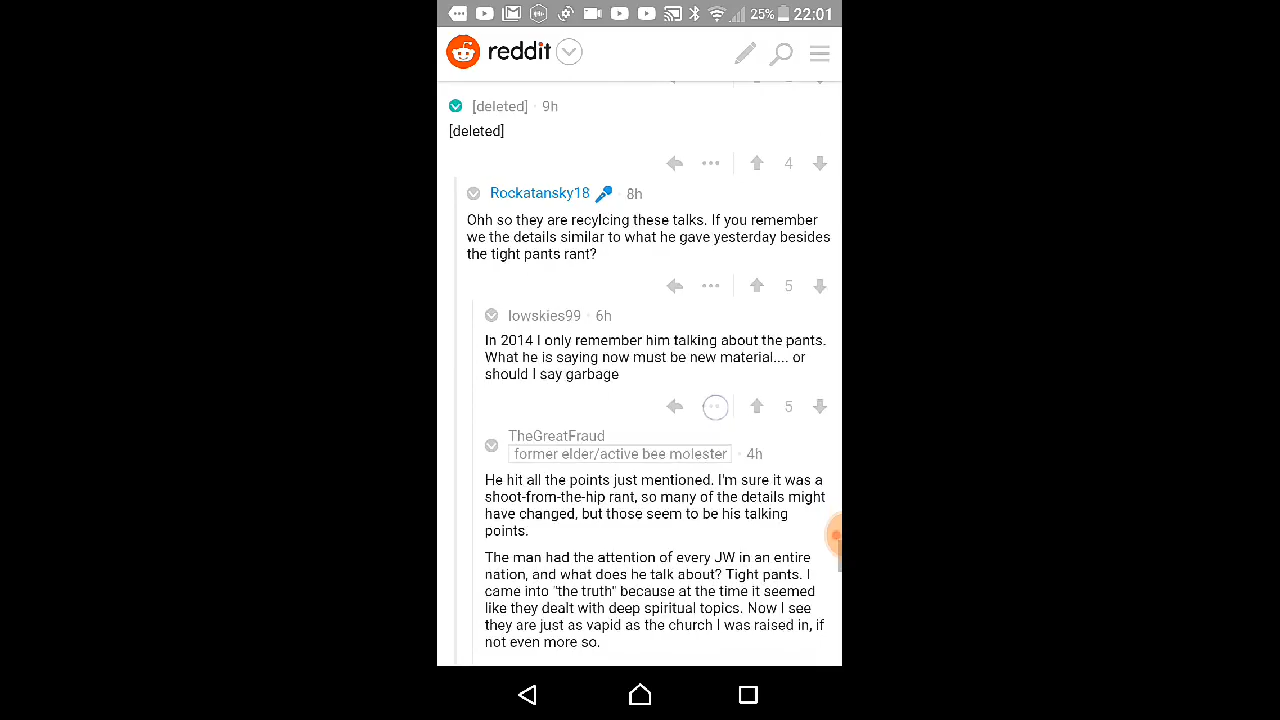 25% 22:01
reddit
[deleted] · 9h
[deleted]
4
Rockatansky18 · 8h
Ohh so they are recylcing these talks. If you remember
we the details similar to what he gave yesterday besides
the tight pants rant?
5
lowskies99 · 6h
In 2014 I only remember him talking about the pants.
What he is saying now must be new material.... or
should I say garbage
5
TheGreatFraud
former elder/active bee molester · 4h
He hit all the points just mentioned. I'm sure it was a
shoot-from-the-hip rant, so many of the details might
have changed, but those seem to be his talking
points.
The man had the attention of every JW in an entire
nation, and what does he talk about? Tight pants. I
came into "the truth" because at the time it seemed
like they dealt with deep spiritual topics. Now I see
they are just as vapid as the church I was raised in, if
not even more so.